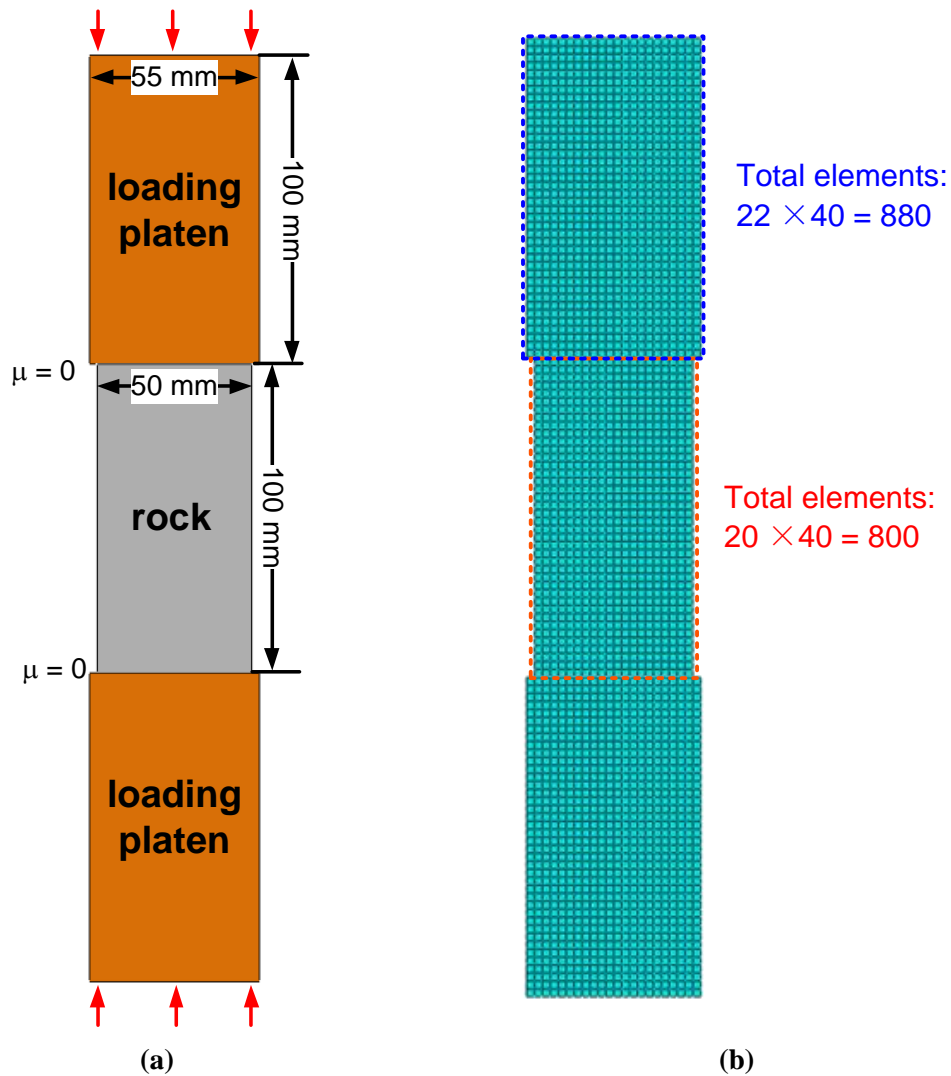 55 mm
100 mm
loading
platen
μ = 0
50 mm
100 mm
rock
μ = 0
loading
platen
(a)
Total elements:
22 ×40 = 880
Total elements:
20 ×40 = 800
(b)